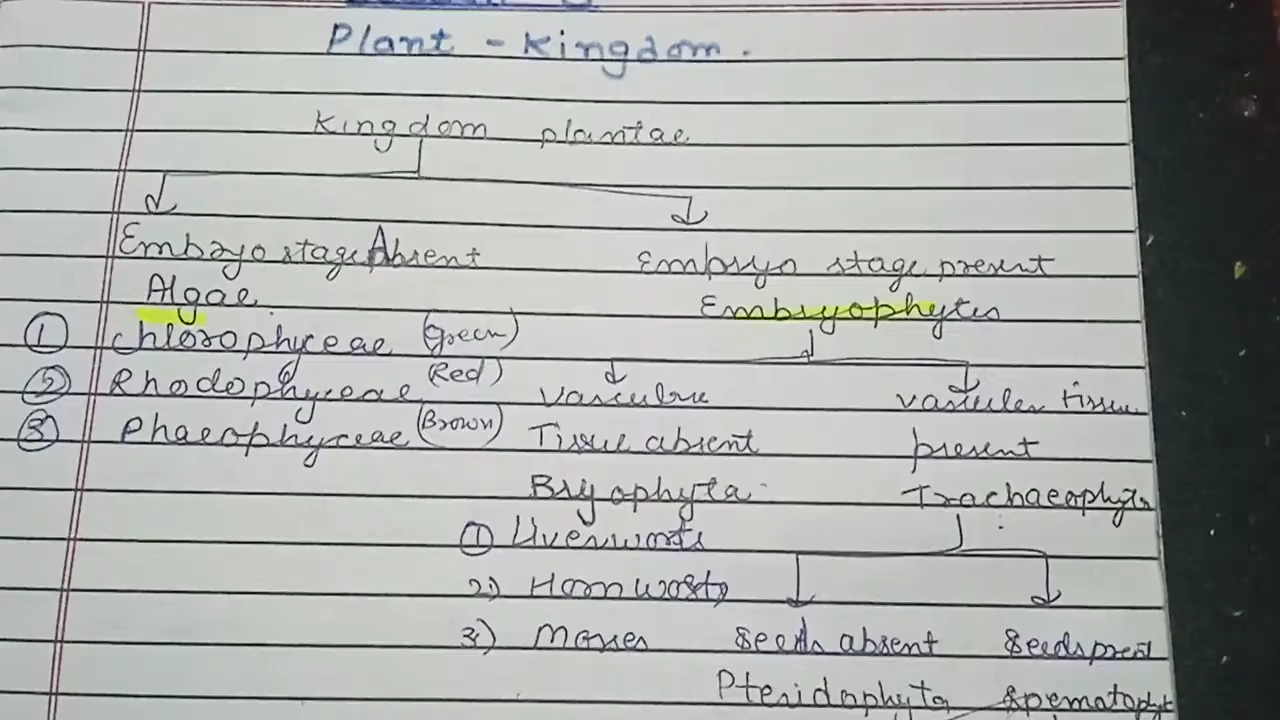 Plant - Kingdom.
Kingdom plantae
Embryo stage Absent
Embryo stage present
Algae
Embryophytes
① Chlorophyceae (Green)
② Rhodophyceae (Red)
③ Phaeophyceae (Brown)
Vascular
Tissue absent
Bryophyta
① Liverworts
2) Hornworts
3) Mosses
vascular tissue
present
Trachaeophyta
Seeds absent
Pteridophyta
Seeds